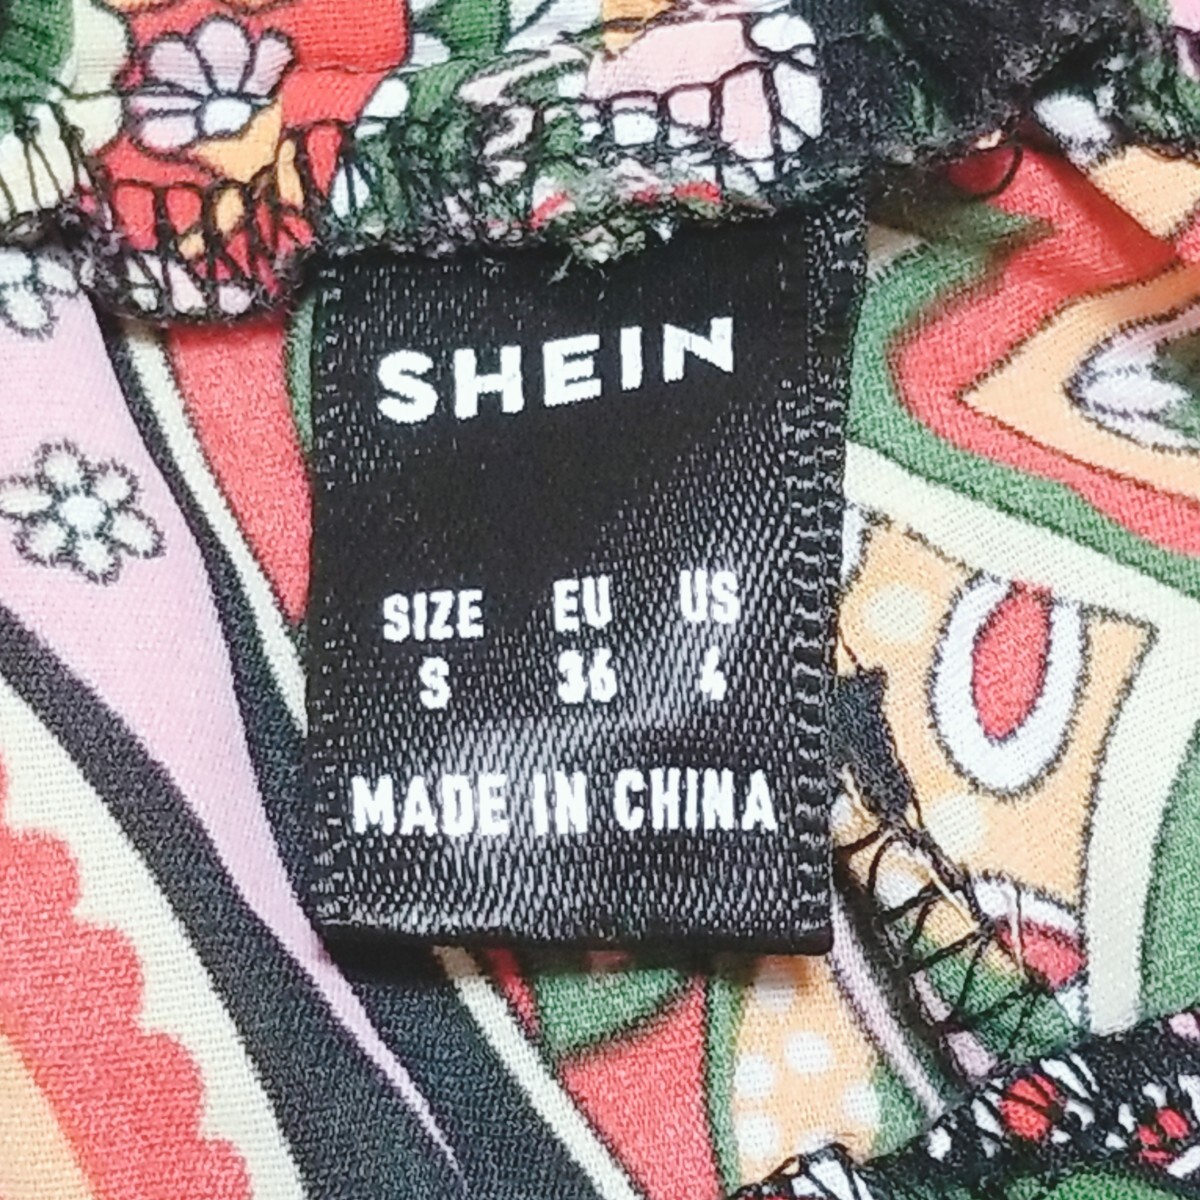 SHEIN
SIZE EU US
S 36 4
MADE IN CHINA